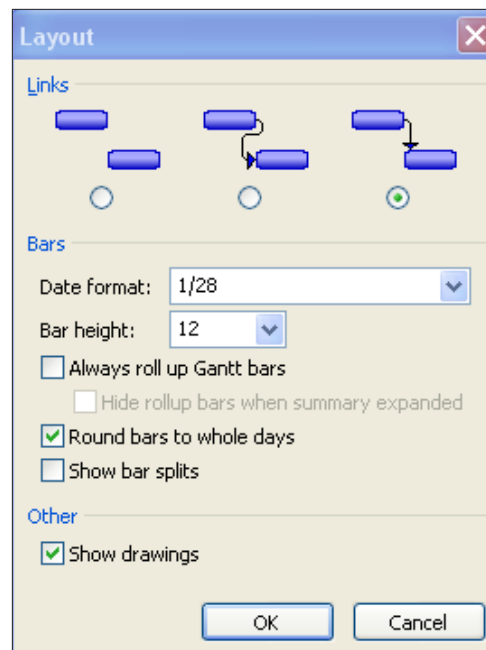 Layout
Links
Bars
Date format: 1/28
Bar height: 12
Always roll up Gantt bars
Hide rollup bars when summary expanded
Round bars to whole days
Show bar splits
Other
Show drawings
OK Cancel